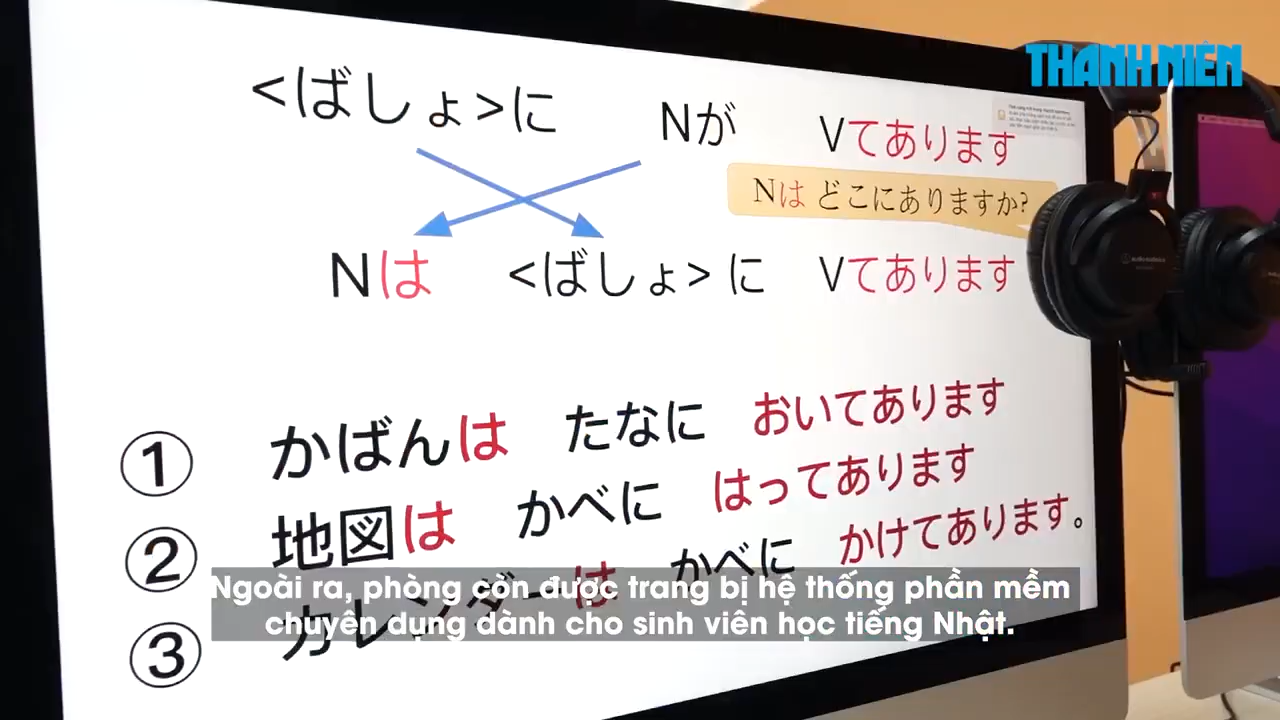 THANH NIÊN
<ばしょ>に Nが Vてあります
Nは どこにありますか?
Nは <ばしょ>に Vてあります
① かばんは たなに おいてあります
② 地図は かべに はってあります
③ カレンダーは かべに かけてあります。
Ngoài ra, phòng còn được trang bị hệ thống phần mềm
chuyên dụng dành cho sinh viên học tiếng Nhật.